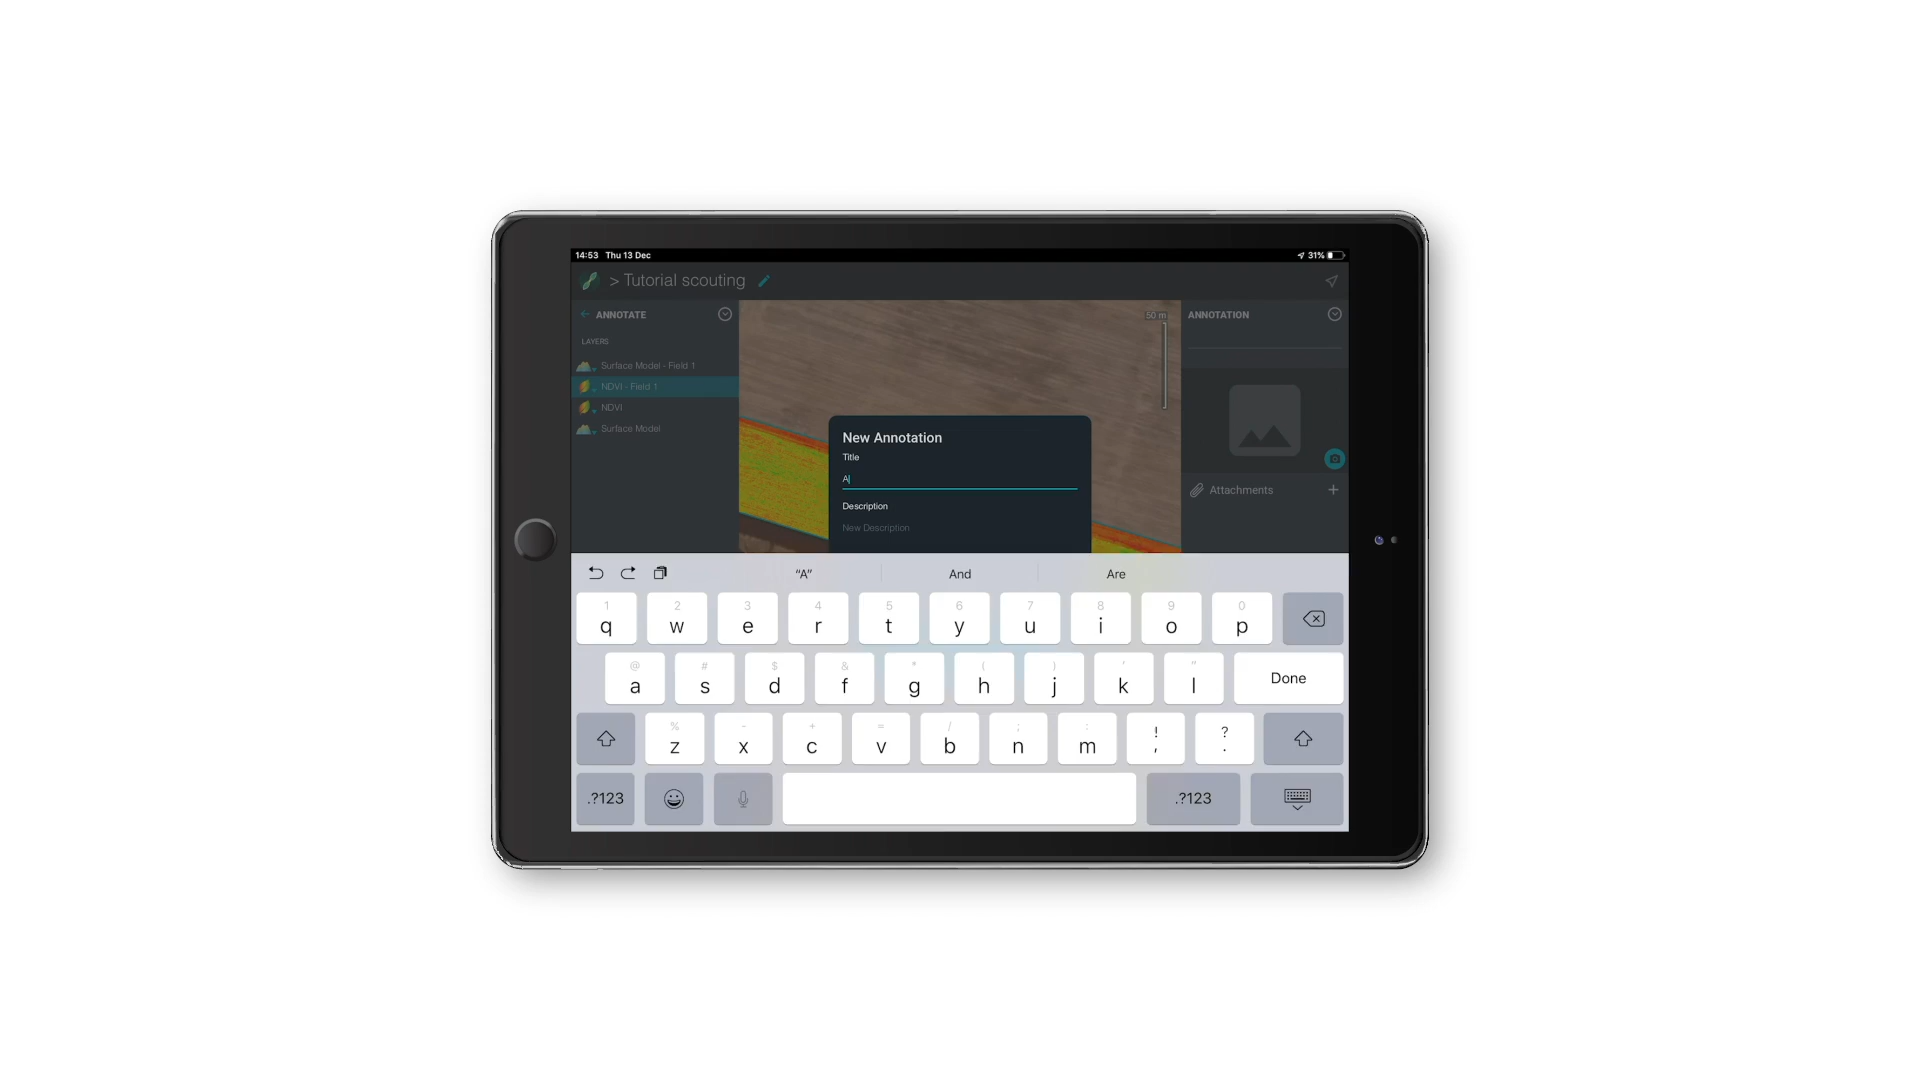 14:53 Thu 13 Dec
31%
> Tutorial scouting
ANNOTATE
LAYERS
Surface Model - Field 1
NDVI - Field 1
NDVI
Surface Model
50 m
ANNOTATION
Attachments +
New Annotation
Title
A
Description
New Description
“A” And Are
1 2 3 4 5 6 7 8 9 0
q w e r t y u i o p
@ # $ & * ( ) ' "
a s d f g h j k l Done
% - + = / ; : ! ?
z x c v b n m , .
.?123 .?123